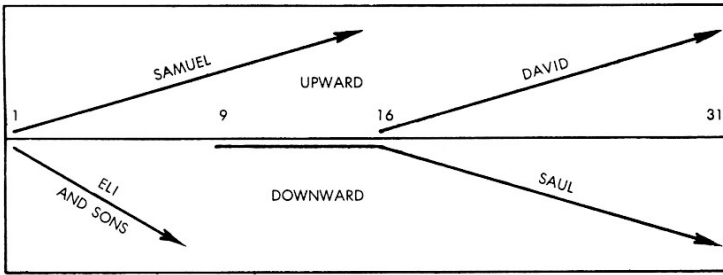 SAMUEL
UPWARD
DAVID
1
9
16
31
ELI
AND SONS
DOWNWARD
SAUL